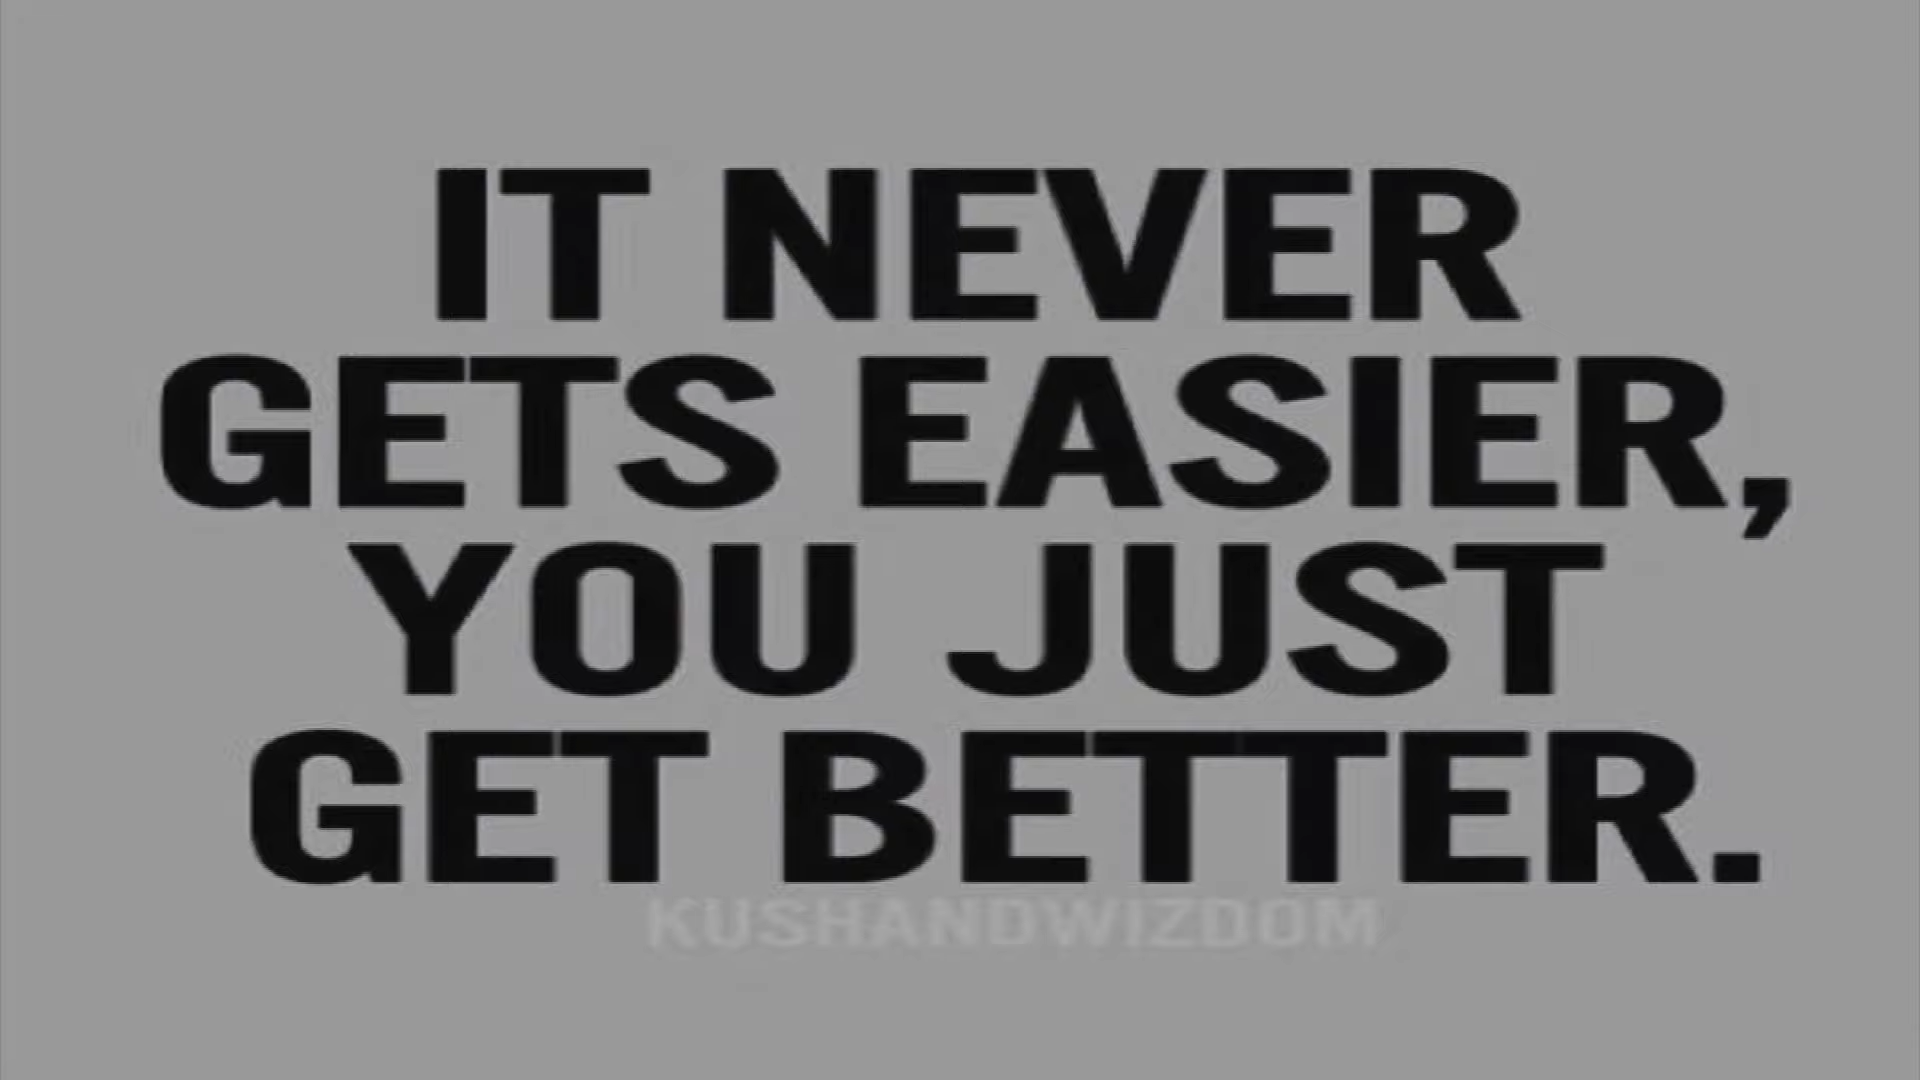 IT NEVER
GETS EASIER,
YOU JUST
GET BETTER.
KUSHANDWIZDOM